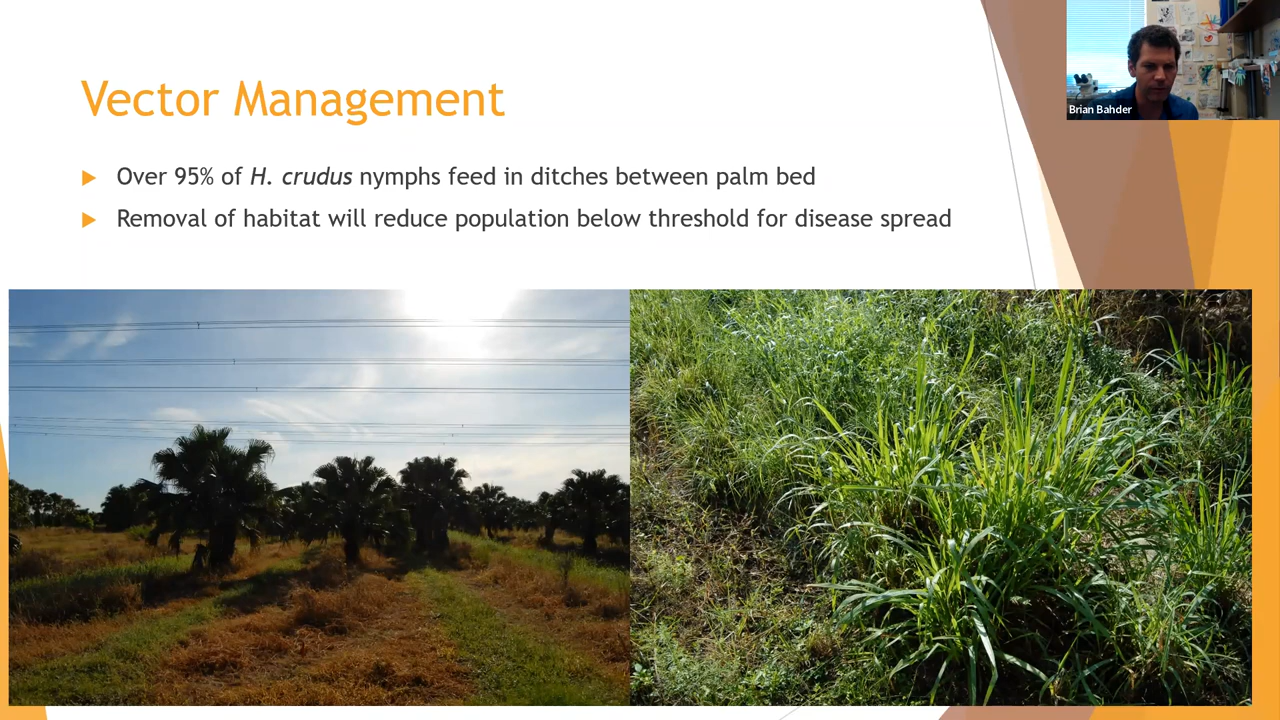 Vector Management
Brian Bahder
Over 95% of H. crudus nymphs feed in ditches between palm bed
Removal of habitat will reduce population below threshold for disease spread